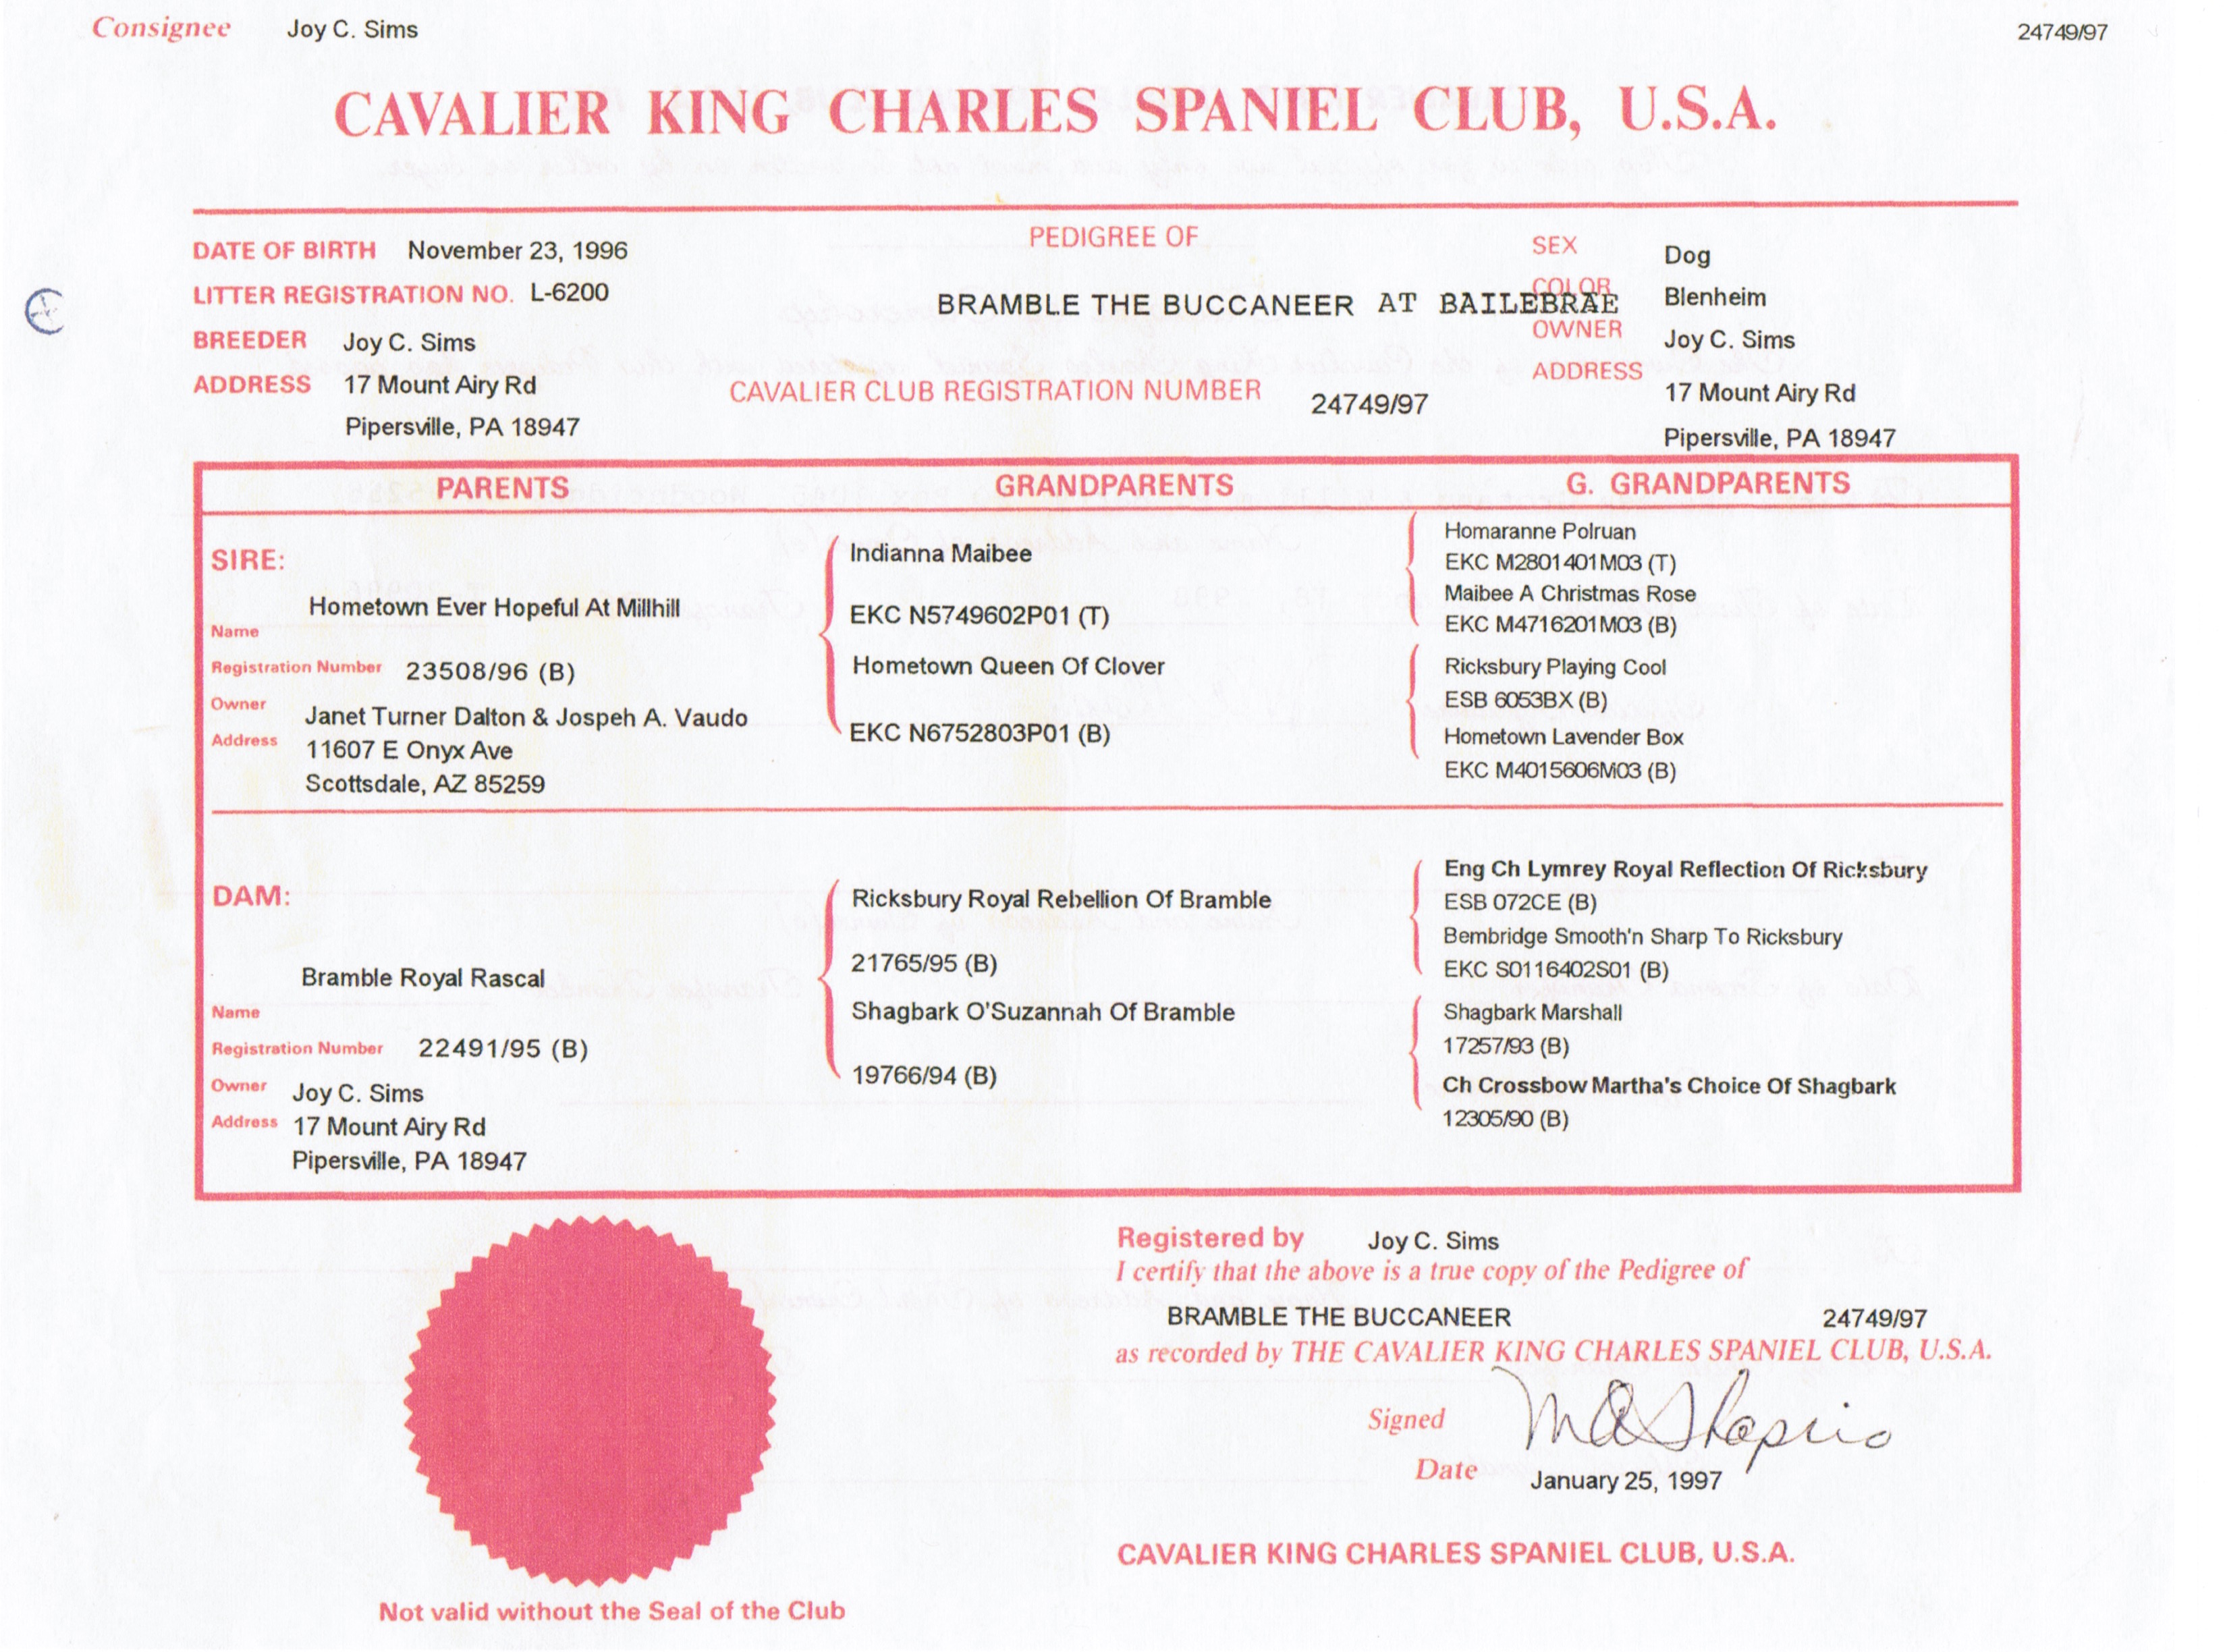 Consignee Joy C. Sims 24749/97
CAVALIER KING CHARLES SPANIEL CLUB, U.S.A.
DATE OF BIRTH November 23, 1996
LITTER REGISTRATION NO. L-6200
BREEDER Joy C. Sims
ADDRESS 17 Mount Airy Rd
Pipersville, PA 18947
PEDIGREE OF
BRAMBLE THE BUCCANEER AT BAILEBRAE
CAVALIER CLUB REGISTRATION NUMBER 24749/97
SEX Dog
COLOR Blenheim
OWNER Joy C. Sims
ADDRESS 17 Mount Airy Rd
Pipersville, PA 18947
PARENTS GRANDPARENTS G. GRANDPARENTS
SIRE:
Hometown Ever Hopeful At Millhill
Name
Registration Number 23508/96 (B)
Owner Janet Turner Dalton & Jospeh A. Vaudo
Address 11607 E Onyx Ave
Scottsdale, AZ 85259
Indianna Maibee
EKC N5749602P01 (T)
Hometown Queen Of Clover
EKC N6752803P01 (B)
Homaranne Polruan
EKC M2801401M03 (T)
Maibee A Christmas Rose
EKC M4716201M03 (B)
Ricksbury Playing Cool
ESB 6053BX (B)
Hometown Lavender Box
EKC M4015606M03 (B)
DAM:
Bramble Royal Rascal
Name
Registration Number 22491/95 (B)
Owner Joy C. Sims
Address 17 Mount Airy Rd
Pipersville, PA 18947
Ricksbury Royal Rebellion Of Bramble
21765/95 (B)
Shagbark O'Suzannah Of Bramble
19766/94 (B)
Eng Ch Lymrey Royal Reflection Of Ricksbury
ESB 072CE (B)
Bembridge Smooth'n Sharp To Ricksbury
EKC S0116402S01 (B)
Shagbark Marshall
17257/93 (B)
Ch Crossbow Martha's Choice Of Shagbark
12305/90 (B)
Registered by Joy C. Sims
I certify that the above is a true copy of the Pedigree of
BRAMBLE THE BUCCANEER 24749/97
as recorded by THE CAVALIER KING CHARLES SPANIEL CLUB, U.S.A.
Signed M A Shapiro
Date January 25, 1997
CAVALIER KING CHARLES SPANIEL CLUB, U.S.A.
Not valid without the Seal of the Club